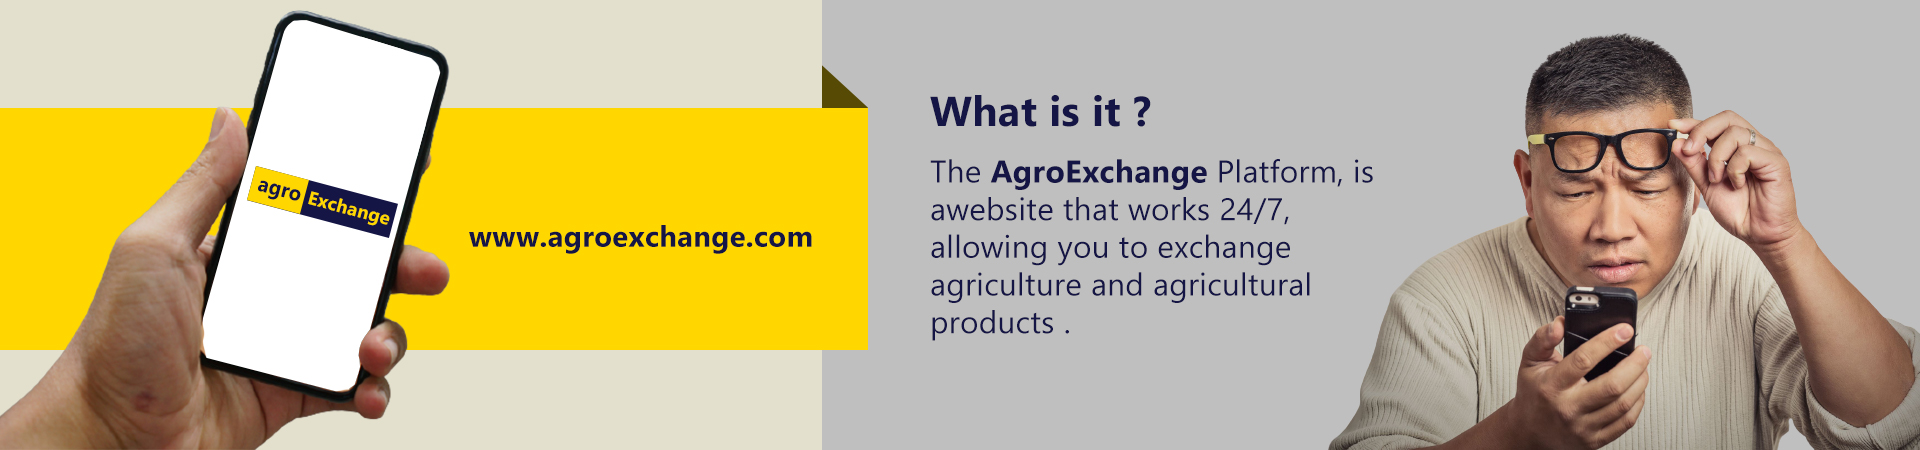 agro Exchange
www.agroexchange.com
What is it ?
The AgroExchange Platform, is
awebsite that works 24/7,
allowing you to exchange
agriculture and agricultural
products .